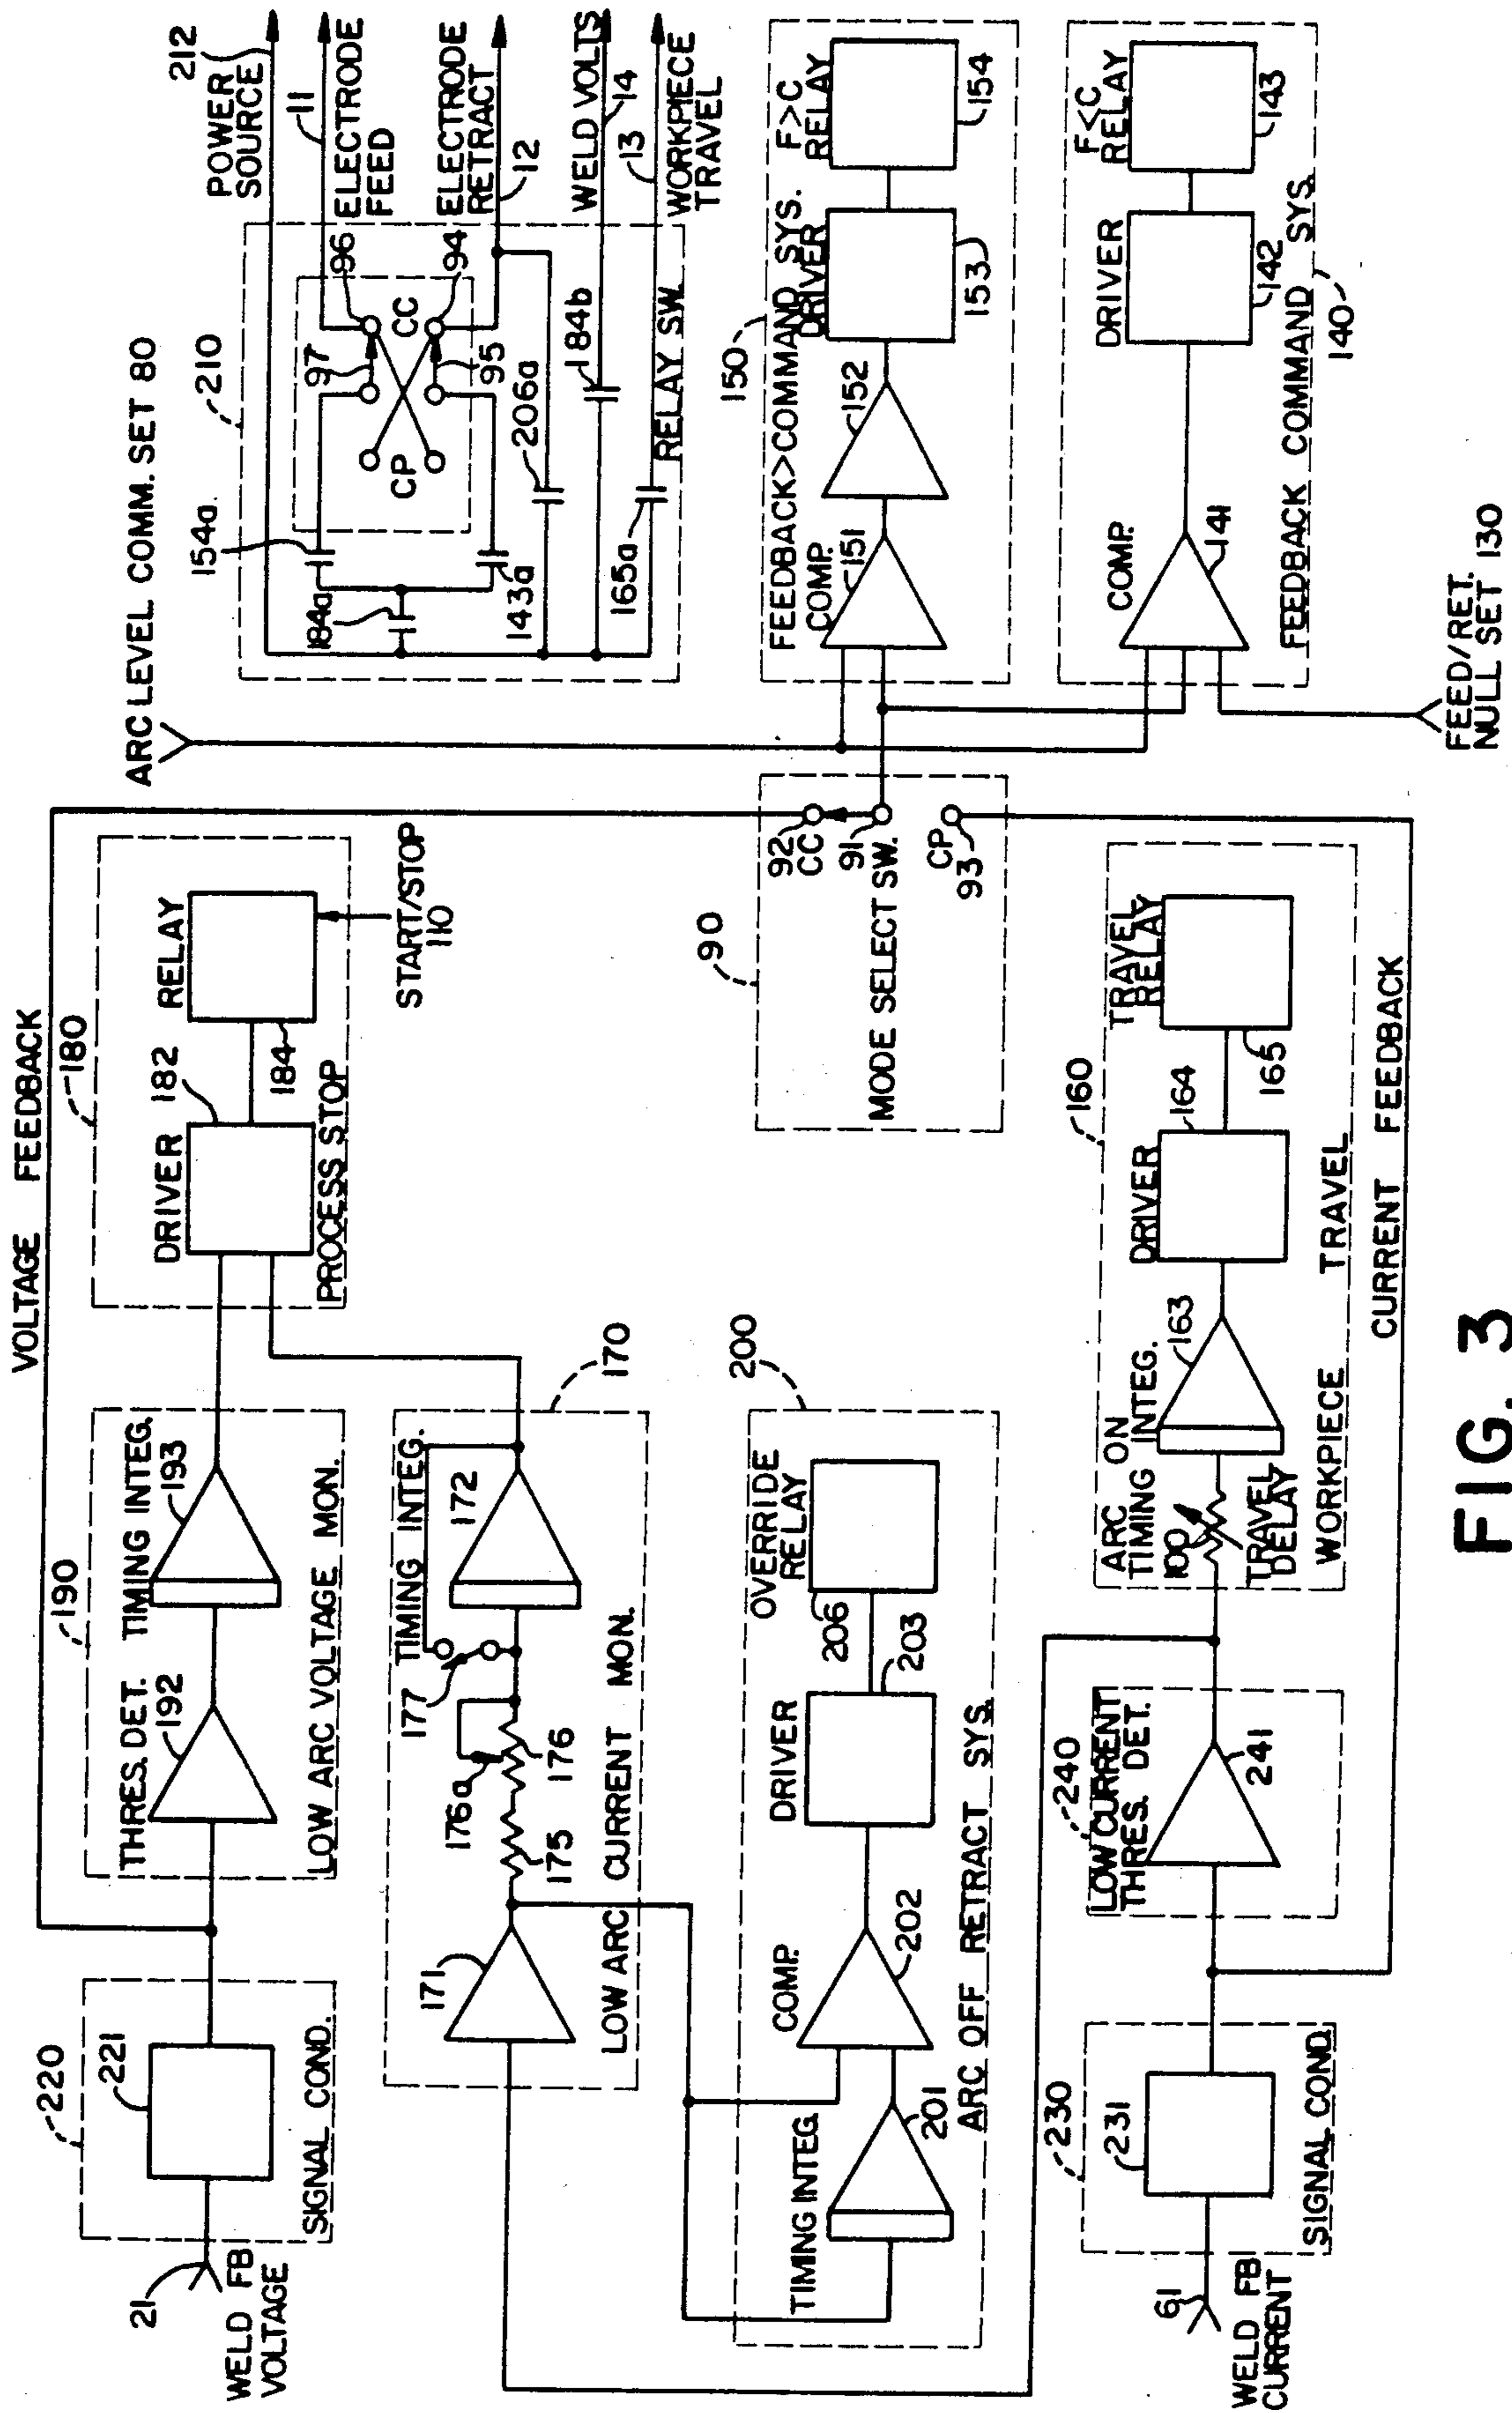 VOLTAGE FEEDBACK
21
WELD FB
VOLTAGE
220
221
SIGNAL COND.
190
THRES. DET.
192
TIMING INTEG.
193
LOW ARC VOLTAGE MON.
180
DRIVER
182
RELAY
184
PROCESS STOP
START/STOP
110
ARC LEVEL COMM. SET 80
210
154a
184a
143a
97
96
CP
CC
95
94
206a
184b
165a
RELAY SW.
POWER
SOURCE
212
11
ELECTRODE
FEED
ELECTRODE
RETRACT
12
WELD VOLTS
14
13
WORKPIECE
TRAVEL
171
175
176a
176
177
TIMING INTEG.
172
170
LOW ARC CURRENT MON.
200
TIMING INTEG.
201
COMP.
202
DRIVER
203
OVERRIDE
RELAY
206
ARC OFF RETRACT SYS.
90
92
CC
91
MODE SELECT SW.
CP
93
150
FEEDBACK>COMMAND SYS.
COMP.
151
152
DRIVER
153
F>C
RELAY
154
COMP.
141
DRIVER
142
F<C
RELAY
143
FEEDBACK COMMAND SYS.
140
FEED/RET.
NULL SET 130
61
WELD FB
CURRENT
230
231
SIGNAL COND.
240
LOW CURRENT
THRES. DET.
241
160
ARC ON
TIMING INTEG.
100
TRAVEL
DELAY
163
DRIVER
164
TRAVEL
RELAY
165
WORKPIECE TRAVEL
CURRENT FEEDBACK
FIG. 3